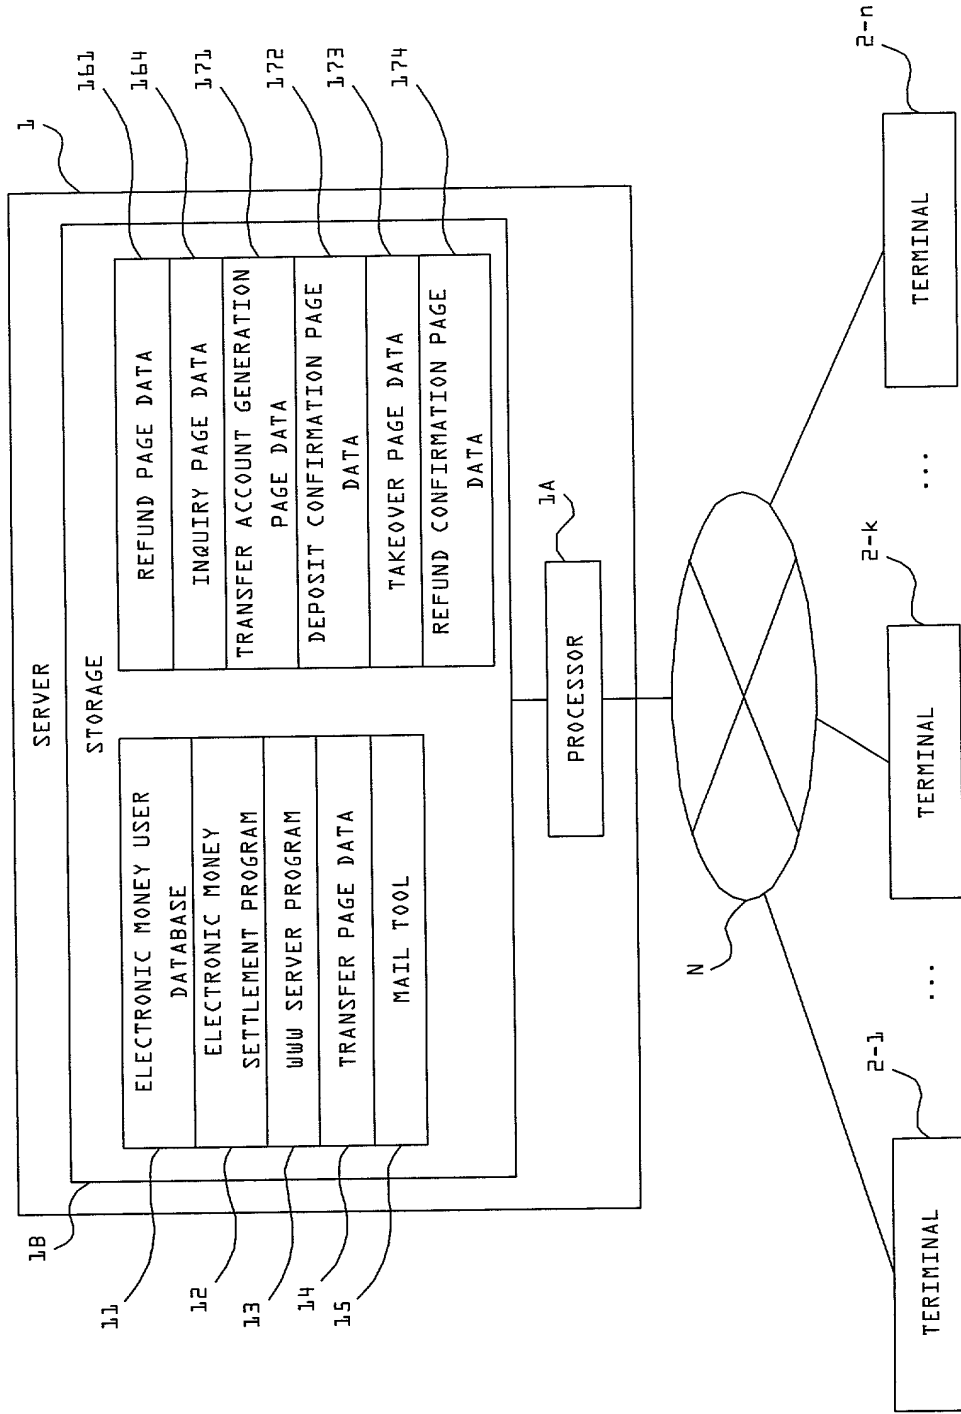 SERVER
1
STORAGE
1B
ELECTRONIC MONEY USER
DATABASE
11
ELECTRONIC MONEY
SETTLEMENT PROGRAM
12
WWW SERVER PROGRAM
13
TRANSFER PAGE DATA
14
MAIL TOOL
15
REFUND PAGE DATA
161
INQUIRY PAGE DATA
164
TRANSFER ACCOUNT GENERATION
PAGE DATA
171
DEPOSIT CONFIRMATION PAGE
DATA
172
TAKEOVER PAGE DATA
173
REFUND CONFIRMATION PAGE
DATA
174
PROCESSOR
1A
N
2-1
TERIMINAL
...
2-k
TERMINAL
...
2-n
TERMINAL